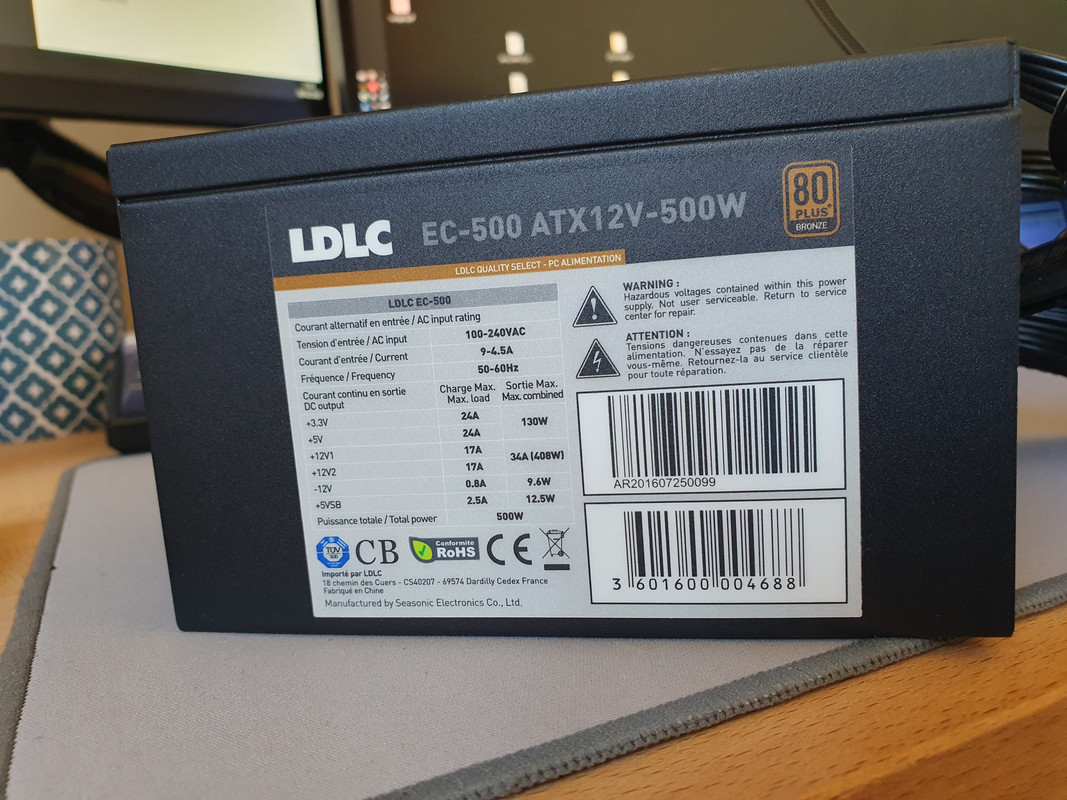 LDLC EC-500 ATX12V-500W
80
PLUS
BRONZE
LDLC QUALITY SELECT - PC ALIMENTATION
LDLC EC-500
Courant alternatif en entrée / AC input rating
Tension d'entrée / AC input 100-240VAC
Courant d'entrée / Current 9-4.5A
Fréquence / Frequency 50-60Hz
Courant continu en sortie
DC output
Charge Max.
Max. load
Sortie Max.
Max. combined
+3.3V 24A
+5V 24A
130W
+12V1 17A
+12V2 17A
34A (408W)
-12V 0.8A 9.6W
+5VSB 2.5A 12.5W
Puissance totale / Total power 500W
TÜV
SÜD
CB
Conformité
RoHS
CE
Importé par LDLC
18 chemin des Cuers - CS40207 - 69574 Dardilly Cedex France
Fabriqué en Chine
Manufactured by Seasonic Electronics Co., Ltd.
WARNING :
Hazardous voltages contained within this power
supply. Not user serviceable. Return to service
center for repair.
ATTENTION :
Tensions dangereuses contenues dans cette
alimentation. N'essayez pas de la réparer
vous-même. Retournez-la au service clientèle
pour toute réparation.
AR201607250099
3 601600 004688